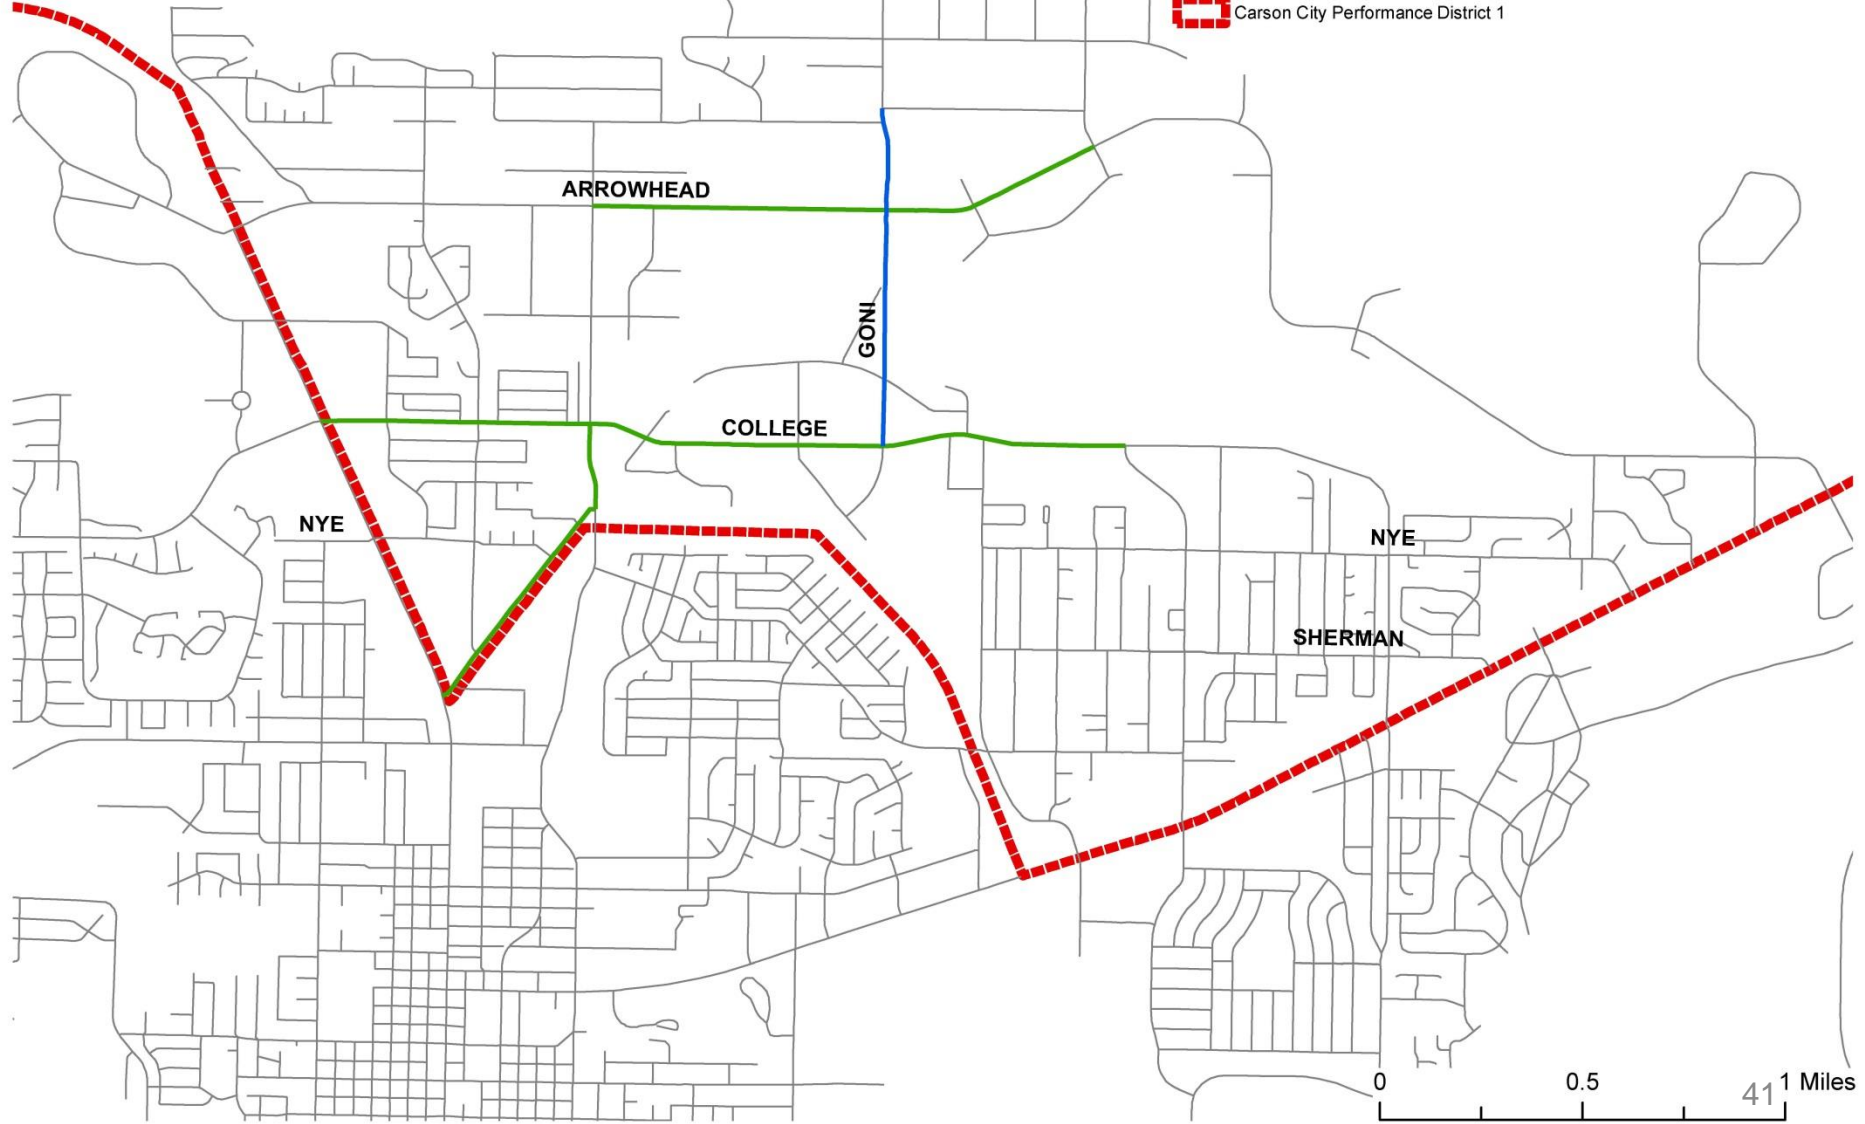 Carson City Performance District 1
ARROWHEAD
GONI
COLLEGE
NYE
NYE
SHERMAN
0 0.5 1 Miles
41